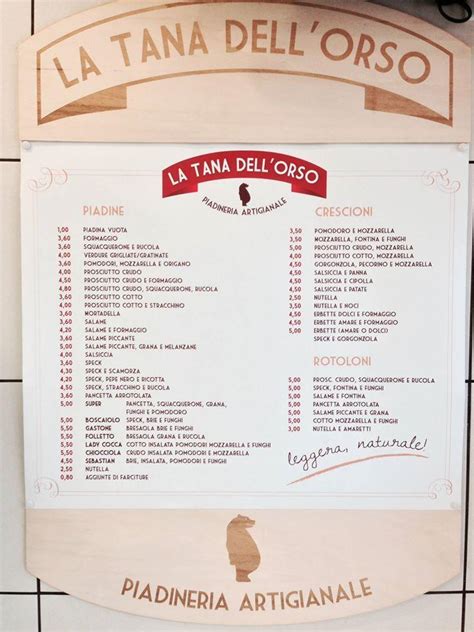 LA TANA DELL'ORSO
LA TANA DELL'ORSO
PIADINERIA ARTIGIANALE
PIADINE
1,00 PIADINA VUOTA
3,60 FORMAGGIO
4,00 SQUACQUERONE E RUCOLA
4,00 VERDURE GRIGLIATE/GRATINATE
3,60 POMODORI, MOZZARELLA E ORIGANO
4,00 PROSCIUTTO CRUDO
4,50 PROSCIUTTO CRUDO E FORMAGGIO
4,80 PROSCIUTTO CRUDO, SQUACQUERONE, RUCOLA
3,60 PROSCIUTTO COTTO
4,00 PROSCIUTTO COTTO E STRACCHINO
3,60 MORTADELLA
3,60 SALAME
4,20 SALAME E FORMAGGIO
3,60 SALAME PICCANTE
5,00 SALAME PICCANTE, GRANA E MELANZANE
4,00 SALSICCIA
3,60 SPECK
4,20 SPECK E SCAMORZA
4,20 SPECK, PEPE NERO E RICOTTA
4,50 SPECK, STRACCHINO E RUCOLA
3,60 PANCETTA ARROTOLATA
5,00 SUPER PANCETTA, SQUACQUERONE, GRANA,
FUNGHI E POMODORO
5,00 BOSCAIOLO SPECK, BRIE E FUNGHI
5,00 GASTONE BRESAOLA BRIE E FUNGHI
5,50 FOLLETTO BRESAOLA GRANA E RUCOLA
5,50 LADY COCCA COTTO INSALATA POMODORI MOZZARELLA E FUNGHI
5,50 CHIOCCIOLA CRUDO INSALATA POMODORI E MOZZARELLA
4,50 SEBASTIAN BRIE, INSALATA, POMODORI E FUNGHI
2,50 NUTELLA
0,80 AGGIUNTE DI FARCITURE
CRESCIONI
3,50 POMODORO E MOZZARELLA
3,50 MOZZARELLA, FONTINA E FUNGHI
5,00 PROSCIUTTO CRUDO, MOZZARELLA
4,00 PROSCIUTTO COTTO, MOZZARELLA
4,50 GORGONZOLA, PECORINO E MOZZARELLA
4,50 SALSICCIA E PANNA
4,50 SALSICCIA E CIPOLLA
4,50 SALSICCIA E PATATE
2,50 NUTELLA
3,50 NUTELLA E NOCI
4,00 ERBETTE DOLCI E FORMAGGIO
4,50 ERBETTE AMARE E FORMAGGIO
5,00 ERBETTE AMARE (O DOLCI)
SPECK E GORGONZOLA
ROTOLONI
5,00 PROSC. CRUDO, SQUACQUERONE E RUCOLA
5,00 SPECK, FONTINA E FUNGHI
5,00 SALAME E FONTINA
5,00 PANCETTA ARROTOLATA
5,00 SALAME PICCANTE E GRANA
5,00 COTTO MOZZARELLA E FUNGHI
3,00 NUTELLA E AMARETTI
leggera, naturale!
PIADINERIA ARTIGIANALE